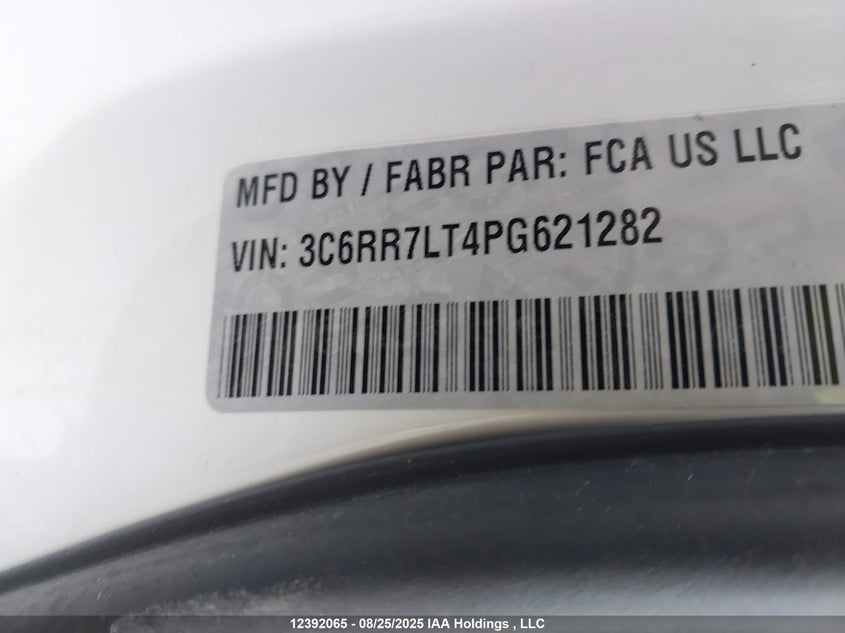 MFD BY / FABR PAR: FCA US LLC
VIN: 3C6RR7LT4PG621282
12392065 - 08/25/2025 IAA Holdings , LLC